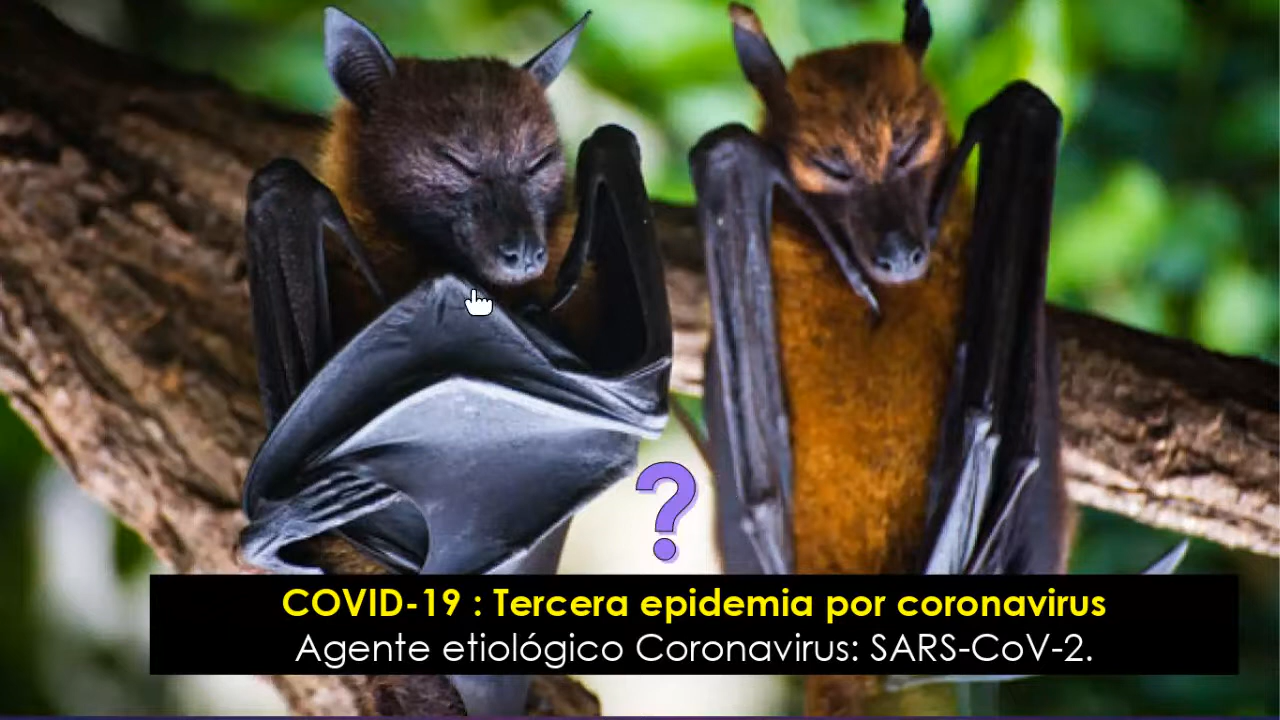 ?
COVID-19 : Tercera epidemia por coronavirus
Agente etiológico Coronavirus: SARS-CoV-2.